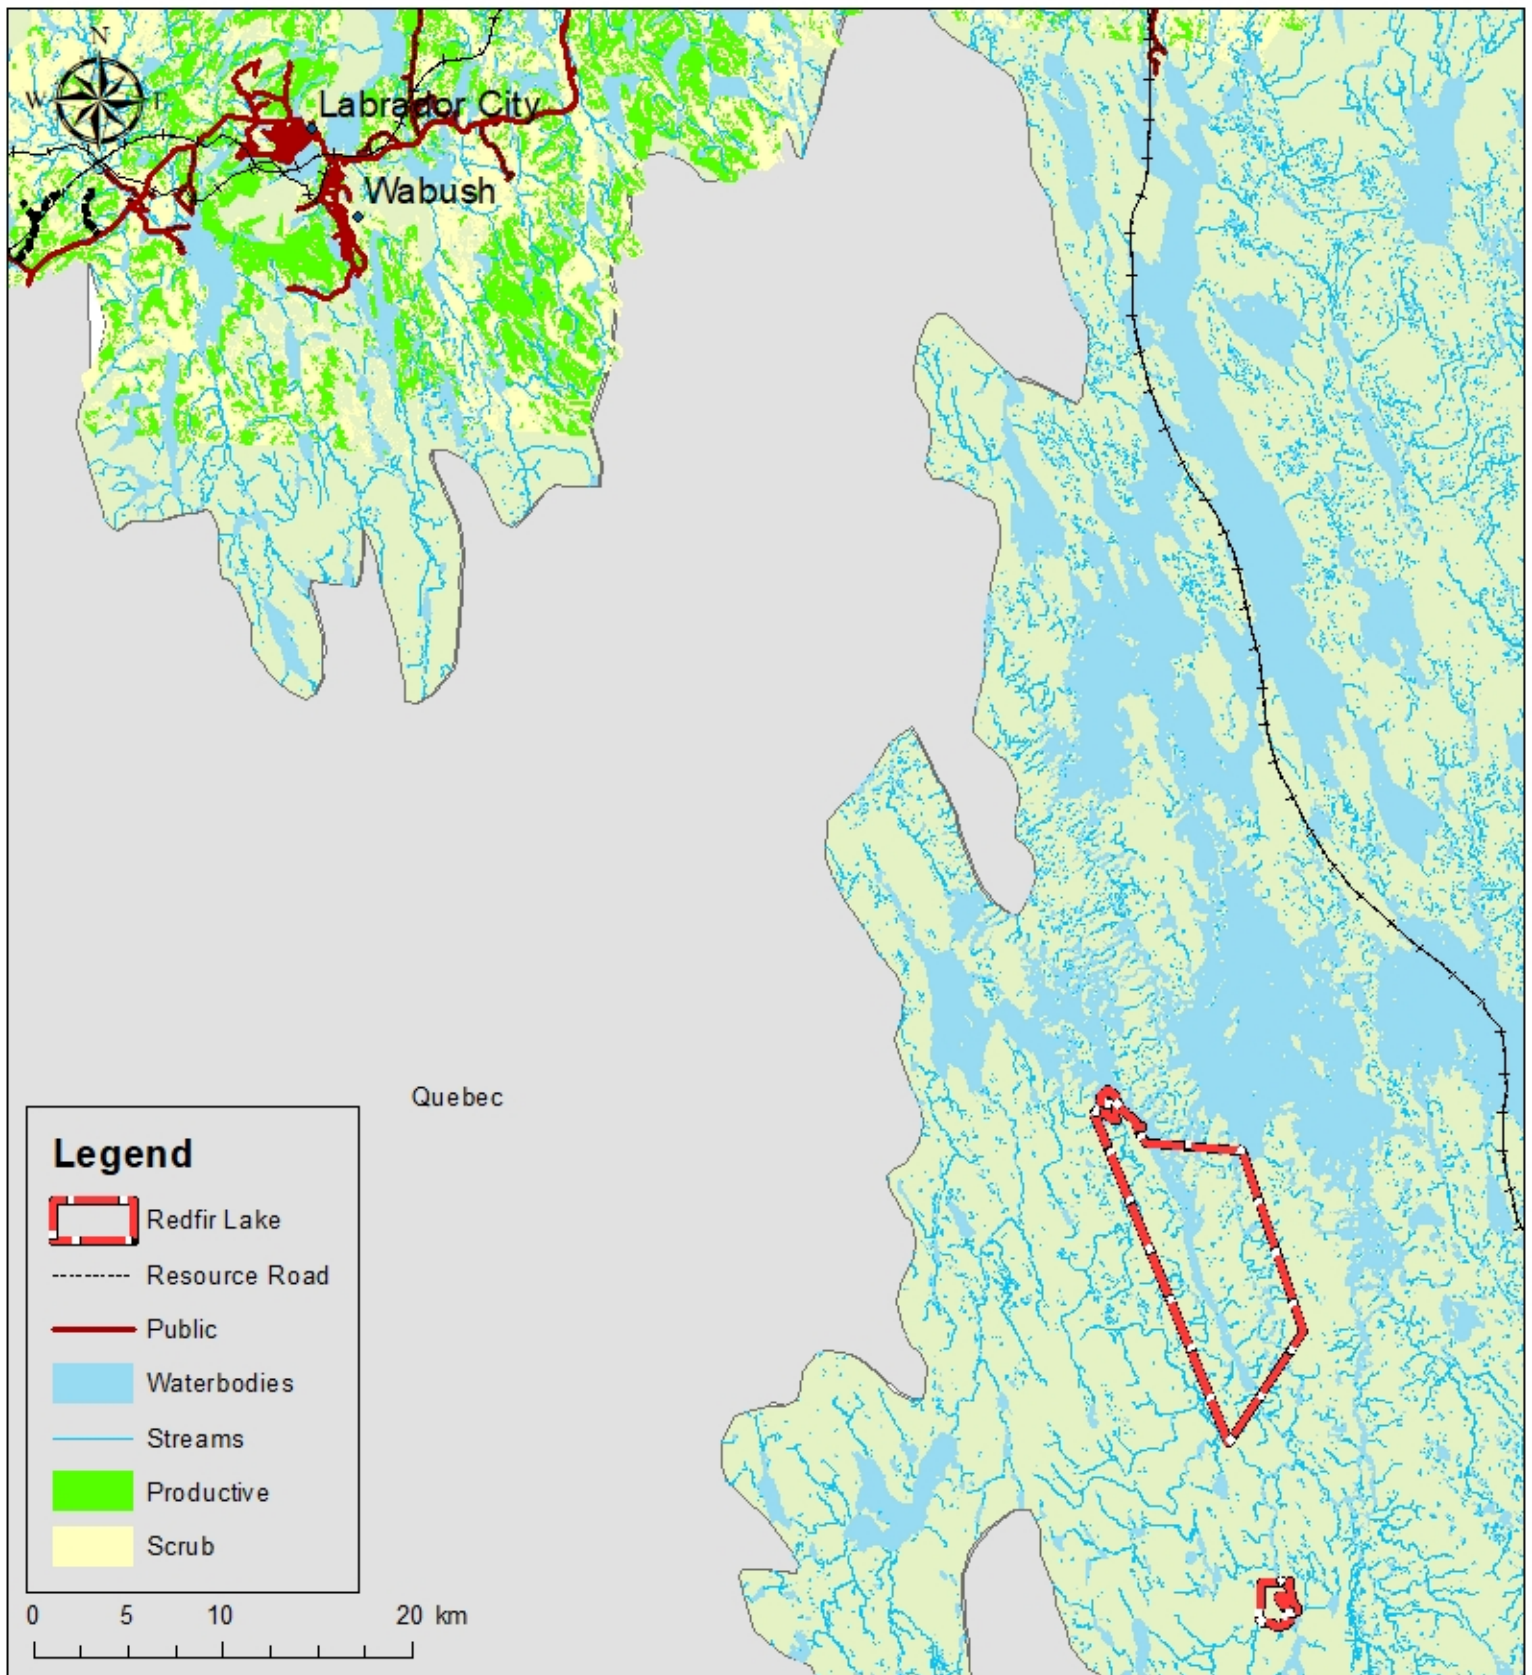 N
W E
Labrador City
Wabush
Quebec
Legend
Redfir Lake
Resource Road
Public
Waterbodies
Streams
Productive
Scrub
0 5 10 20 km